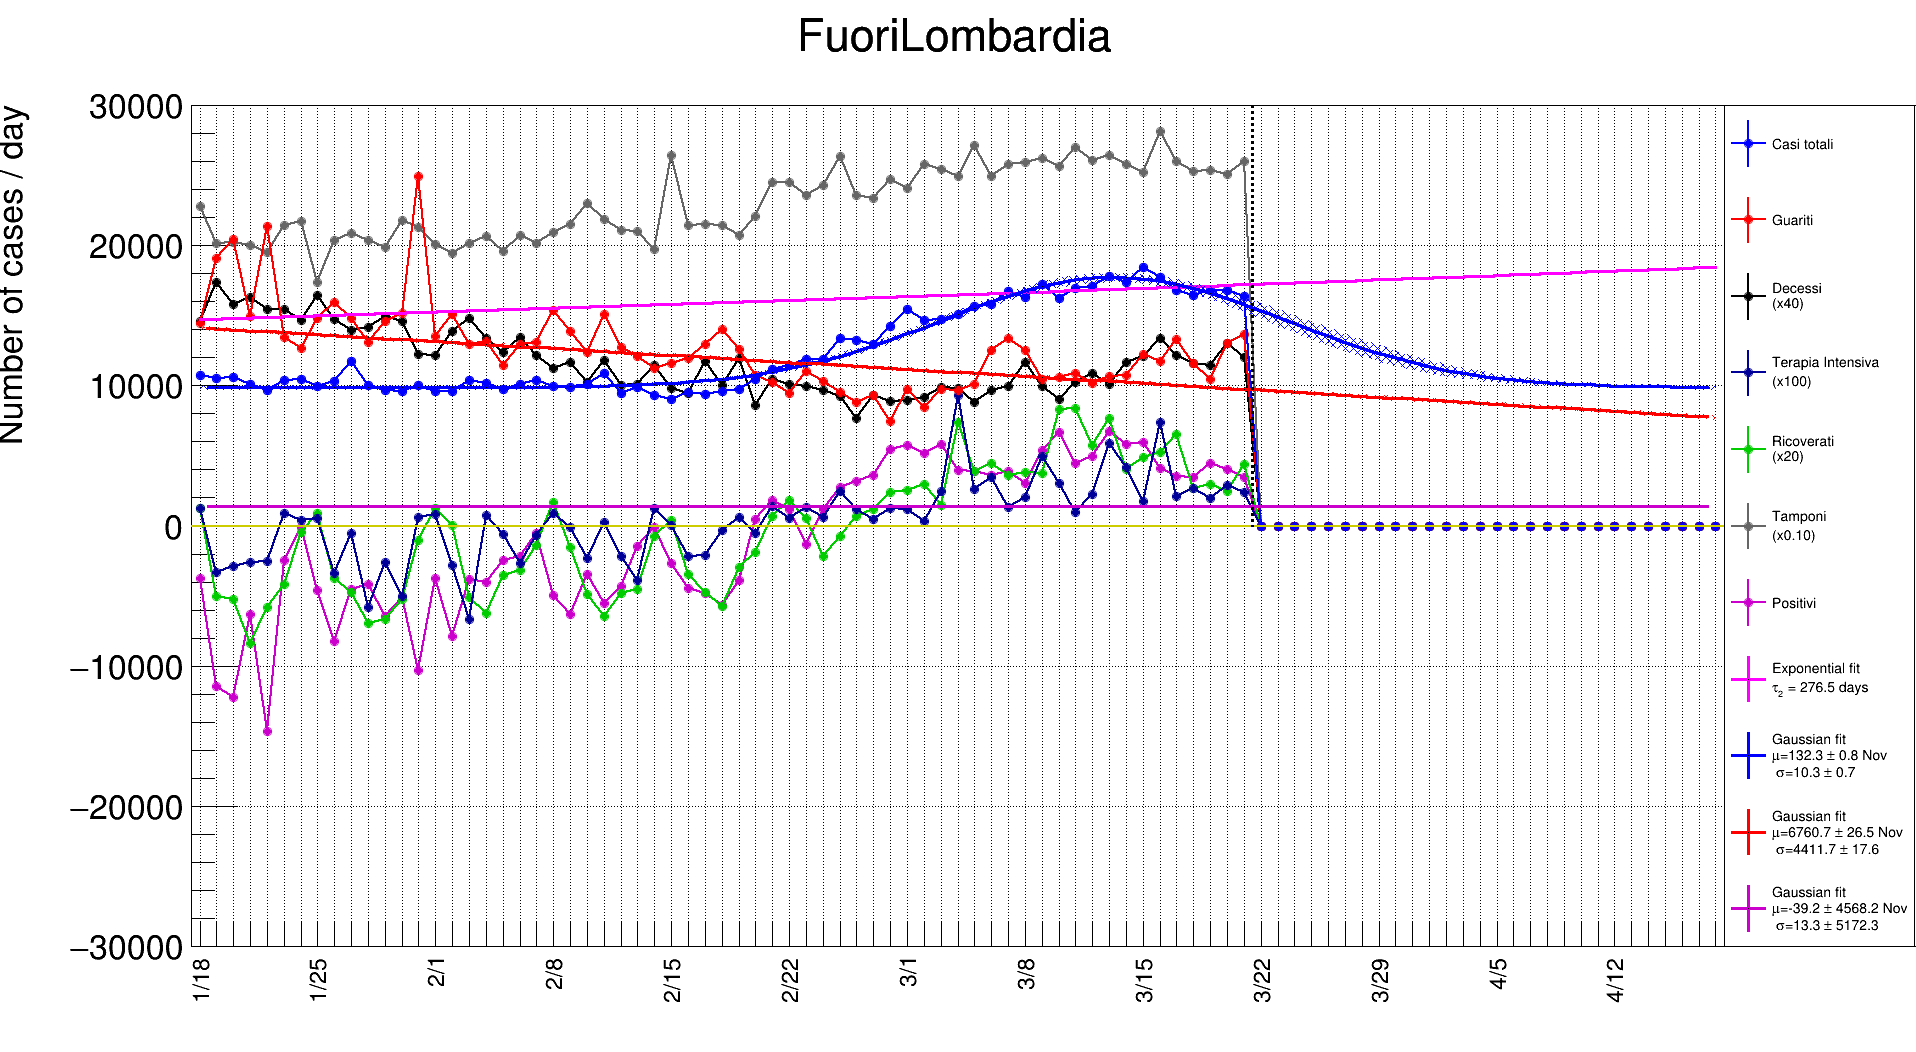 FuoriLombardia
Number of cases / day
30000
20000
10000
0
−10000
−20000
−30000
1/18
1/25
2/1
2/8
2/15
2/22
3/1
3/8
3/15
3/22
3/29
4/5
4/12
Casi totali
Guariti
Decessi
(x40)
Terapia Intensiva
(x100)
Ricoverati
(x20)
Tamponi
(x0.10)
Positivi
Exponential fit
τ2 = 276.5 days
Gaussian fit
μ=132.3 ± 0.8 Nov
σ=10.3 ± 0.7
Gaussian fit
μ=6760.7 ± 26.5 Nov
σ=4411.7 ± 17.6
Gaussian fit
μ=-39.2 ± 4568.2 Nov
σ=13.3 ± 5172.3